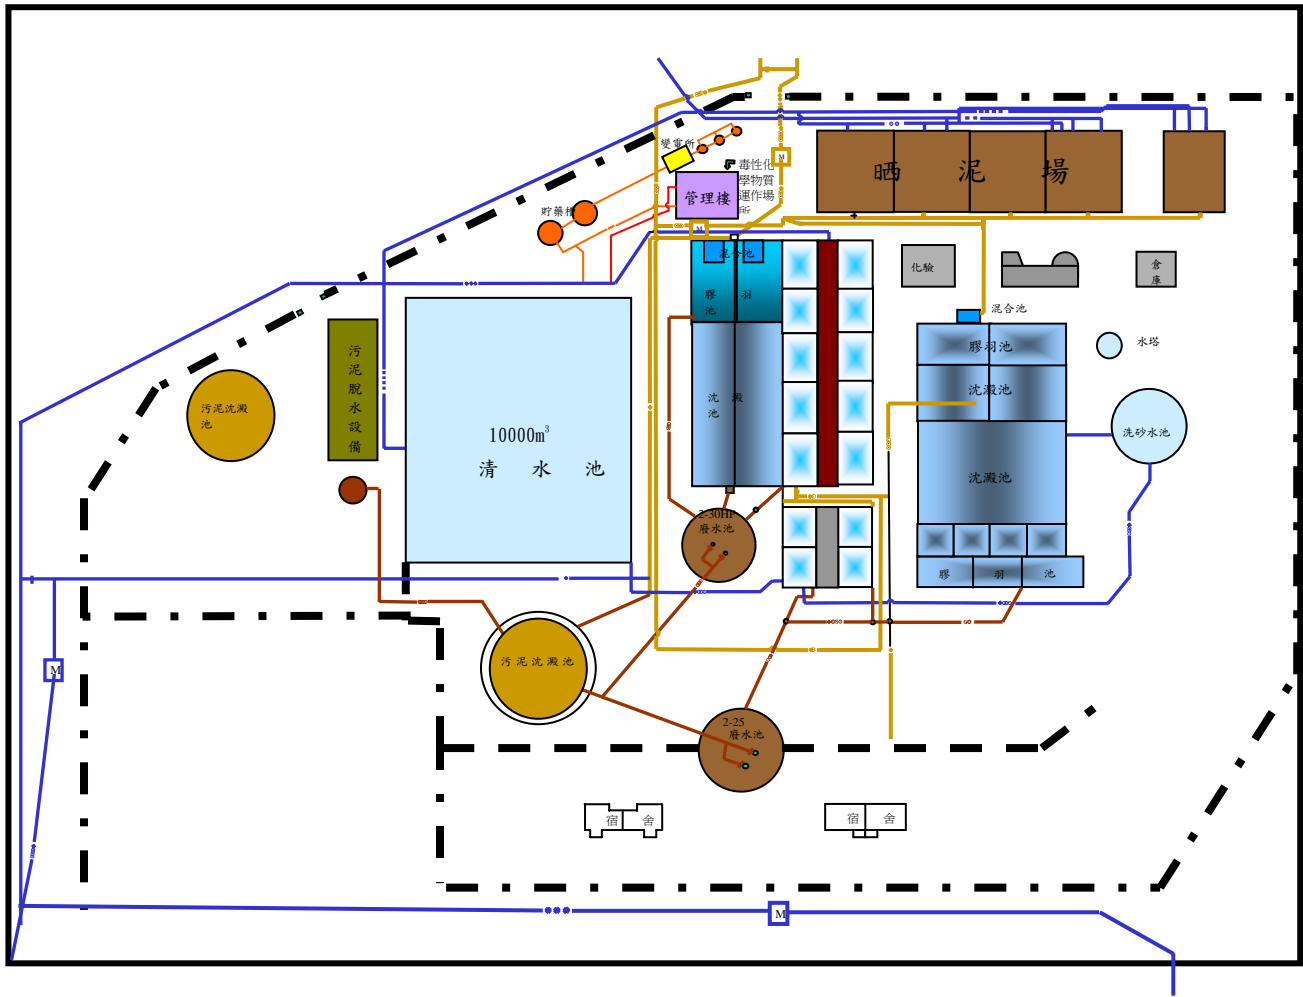 變電所
毒性化
學物質
運作場
所
M
晒泥場
管理樓
貯藥槽
M
混合池
化驗
倉
庫
膠羽
池
混合池
水塔
膠羽池
污
泥
脫
水
設
備
沈澱池
沈澱
池
污泥沈澱
池
洗砂水池
10000m³
清水池
沈澱池
2-30HP
廢水池
膠羽池
污泥沈澱池
M
2-25
廢水池
宿舍
宿舍
M